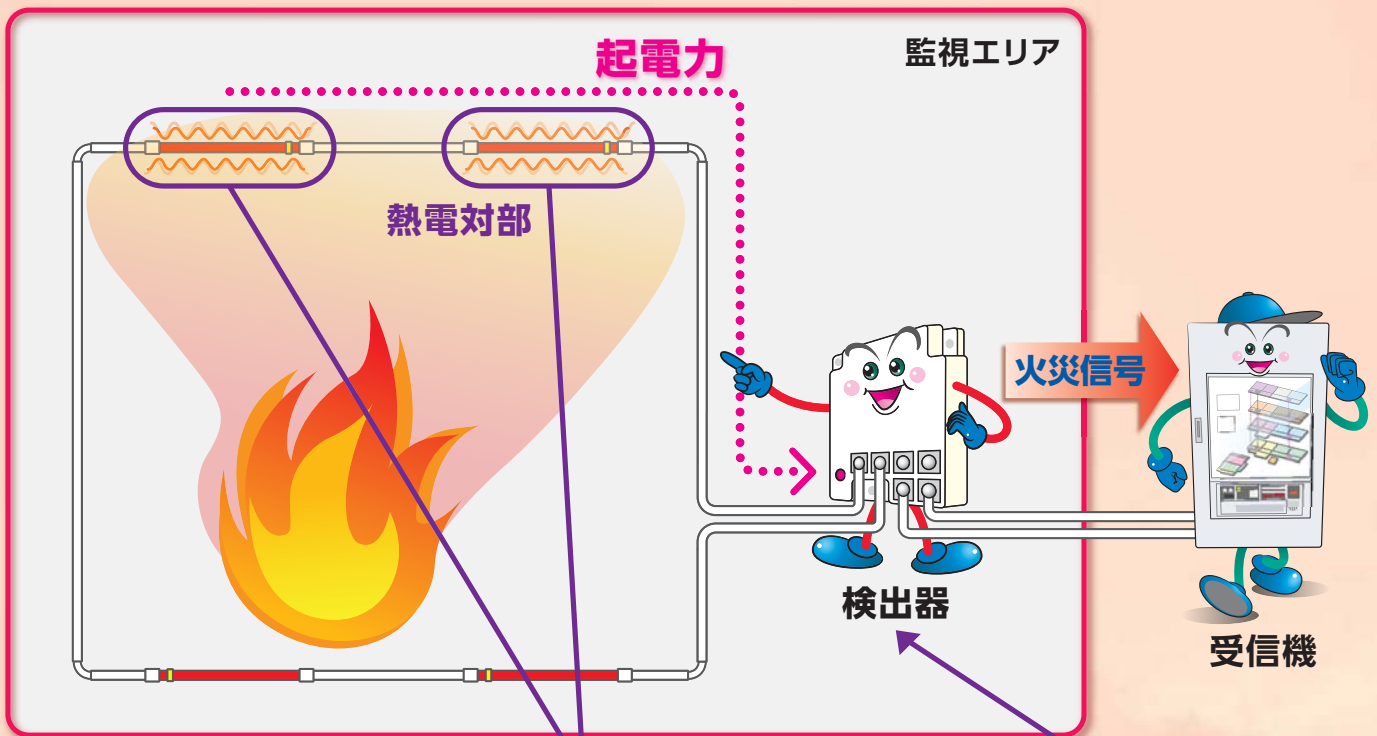 監視エリア
起電力
熱電対部
火災信号
検出器
受信機